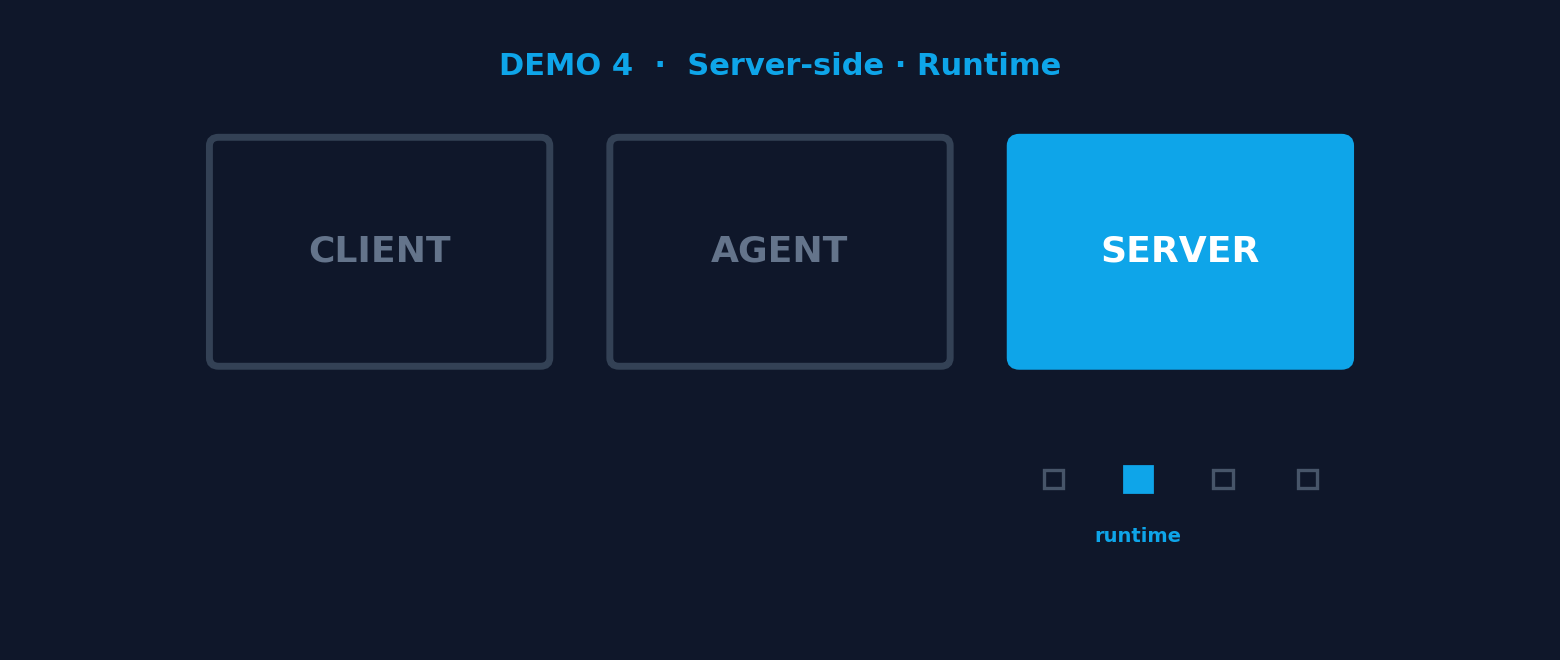 DEMO 4 · Server-side · Runtime
CLIENT
AGENT
SERVER
runtime